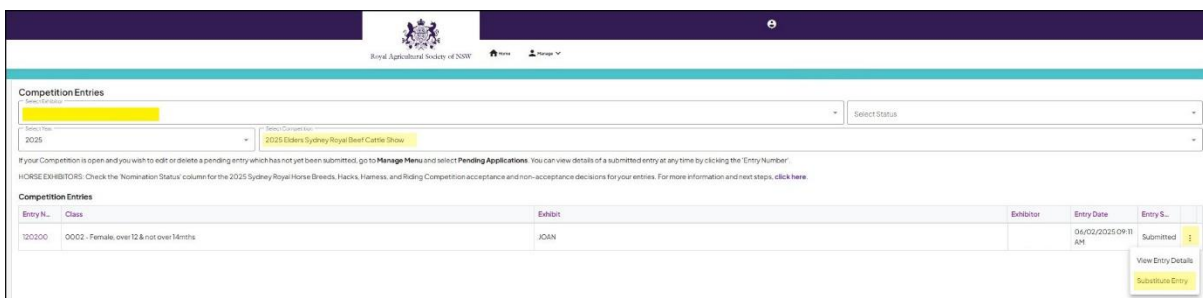 Royal Agricultural Society of NSW
Home
Manage
Competition Entries
Select Exhibitor
Select Status
Select Year
2025
Select Competition
2025 Elders Sydney Royal Beef Cattle Show
If your Competition is open and you wish to edit or delete a pending entry which has not yet been submitted, go to Manage Menu and select Pending Applications. You can view details of a submitted entry at any time by clicking the 'Entry Number'.
HORSE EXHIBITORS: Check the 'Nomination Status' column for the 2025 Sydney Royal Horse Breeds, Hacks, Harness, and Riding Competition acceptance and non-acceptance decisions for your entries. For more information and next steps, click here.
Competition Entries
Entry N... Class Exhibit Exhibitor Entry Date Entry S...
120200 0002 - Female, over 12 & not over 14mths JOAN 06/02/2025 09:11 AM Submitted
View Entry Details
Substitute Entry